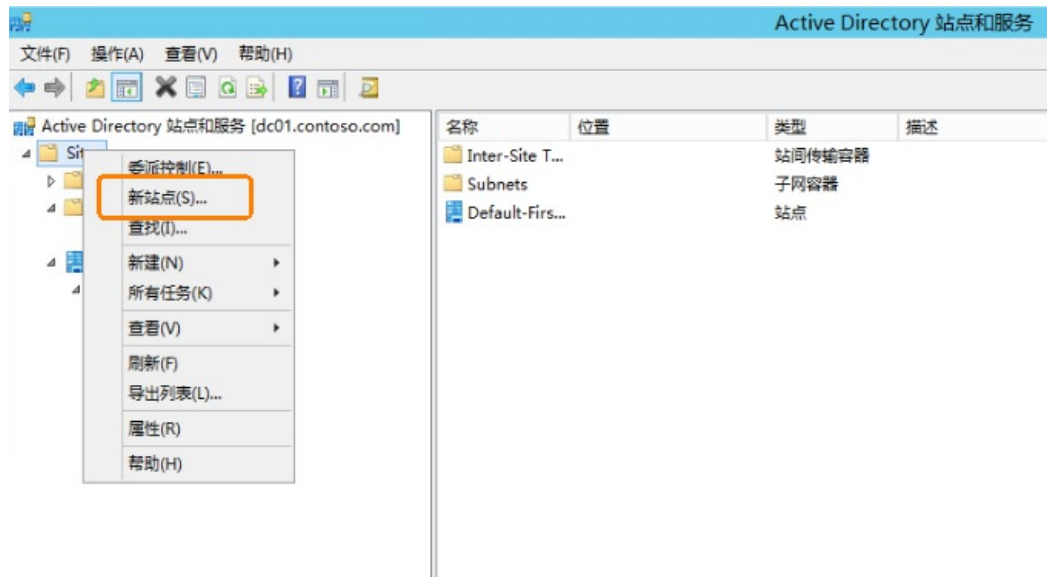 Active Directory 站点和服务
文件(F) 操作(A) 查看(V) 帮助(H)
Active Directory 站点和服务 [dc01.contoso.com]
名称 位置 类型 描述
Inter-Site T... 站间传输容器
Subnets 子网容器
Default-Firs... 站点
委派控制(E)...
新站点(S)...
查找(I)...
新建(N)
所有任务(K)
查看(V)
刷新(F)
导出列表(L)...
属性(R)
帮助(H)